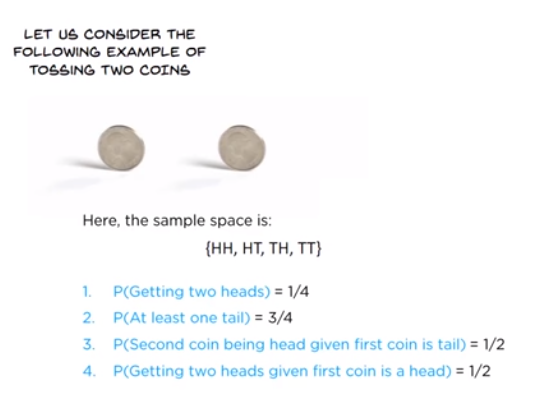 LET US CONSIDER THE
FOLLOWING EXAMPLE OF
TOSSING TWO COINS
Here, the sample space is:
{HH, HT, TH, TT}
1. P(Getting two heads) = 1/4
2. P(At least one tail) = 3/4
3. P(Second coin being head given first coin is tail) = 1/2
4. P(Getting two heads given first coin is a head) = 1/2